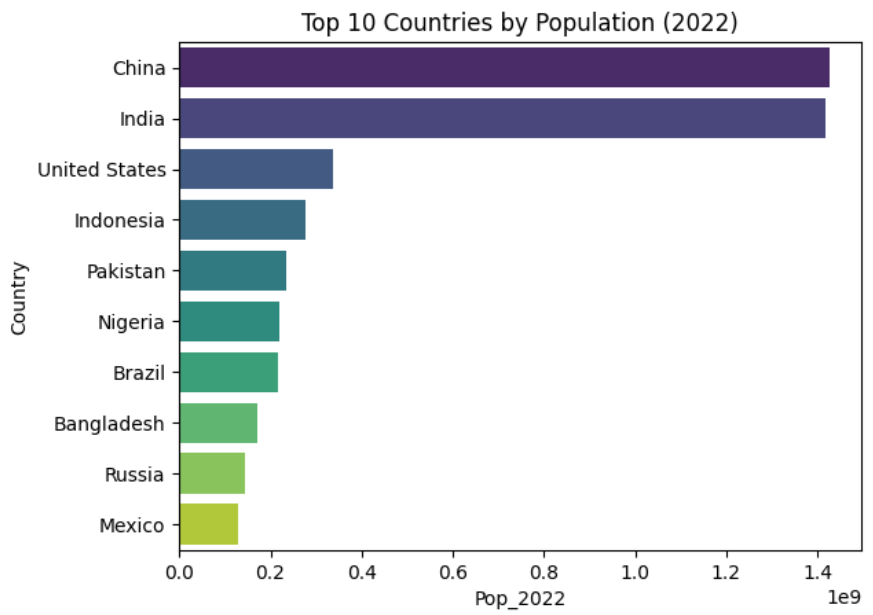 Top 10 Countries by Population (2022)
China
India
United States
Indonesia
Pakistan
Nigeria
Brazil
Bangladesh
Russia
Mexico
Country
0.0 0.2 0.4 0.6 0.8 1.0 1.2 1.4
1e9
Pop_2022